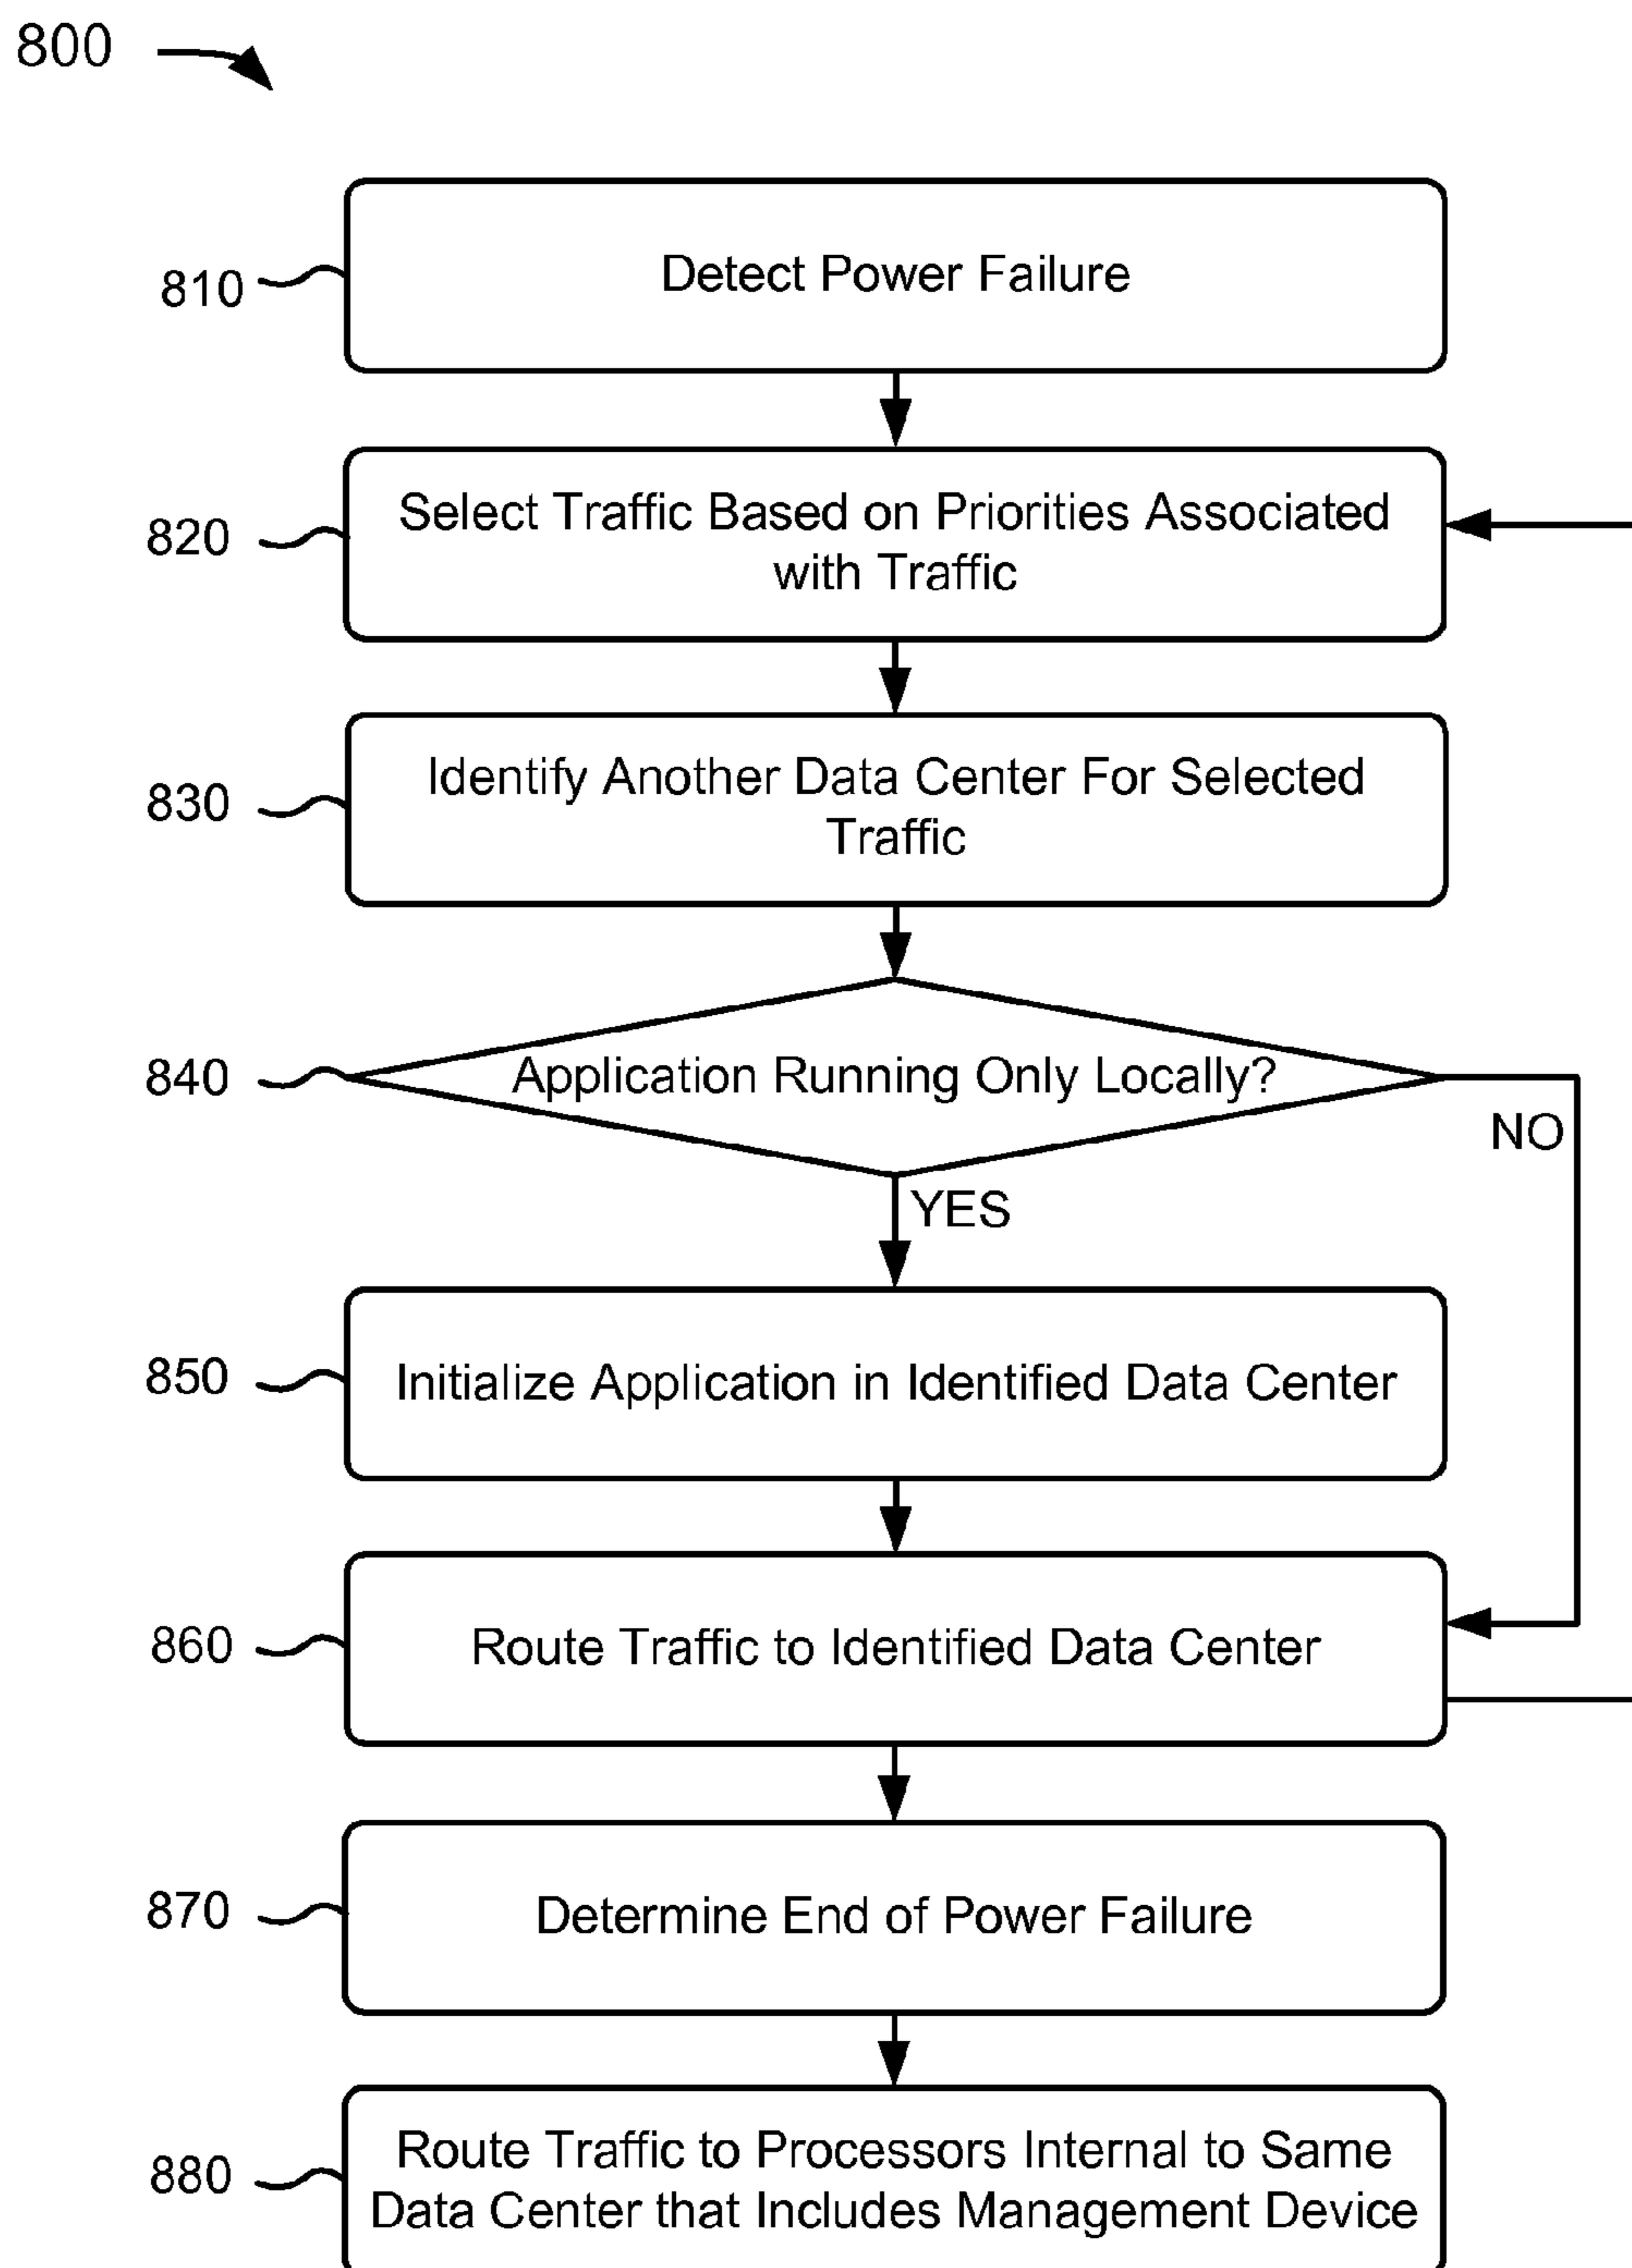 800
810
Detect Power Failure
820
Select Traffic Based on Priorities Associated
with Traffic
830
Identify Another Data Center For Selected
Traffic
840
Application Running Only Locally?
NO
YES
850
Initialize Application in Identified Data Center
860
Route Traffic to Identified Data Center
870
Determine End of Power Failure
880
Route Traffic to Processors Internal to Same
Data Center that Includes Management Device